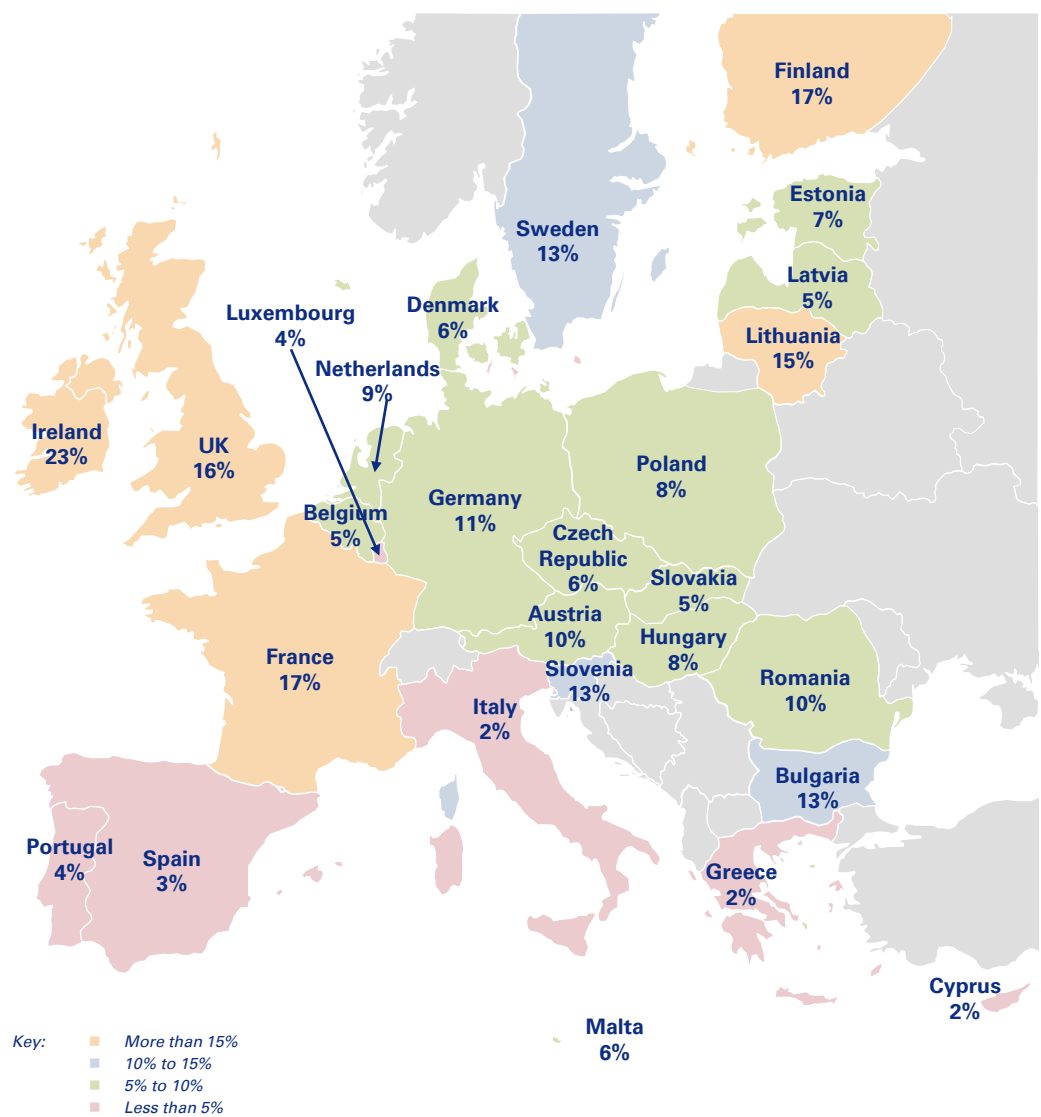 Finland
17%
Estonia
7%
Sweden
13%
Latvia
5%
Luxembourg
4%
Denmark
6%
Lithuania
15%
Netherlands
9%
Ireland
23%
UK
16%
Poland
8%
Germany
11%
Belgium
5%
Czech
Republic
6%
Slovakia
5%
Austria
10%
Hungary
8%
France
17%
Slovenia
13%
Romania
10%
Italy
2%
Bulgaria
13%
Portugal
4%
Spain
3%
Greece
2%
Cyprus
2%
Malta
6%
Key:
More than 15%
10% to 15%
5% to 10%
Less than 5%